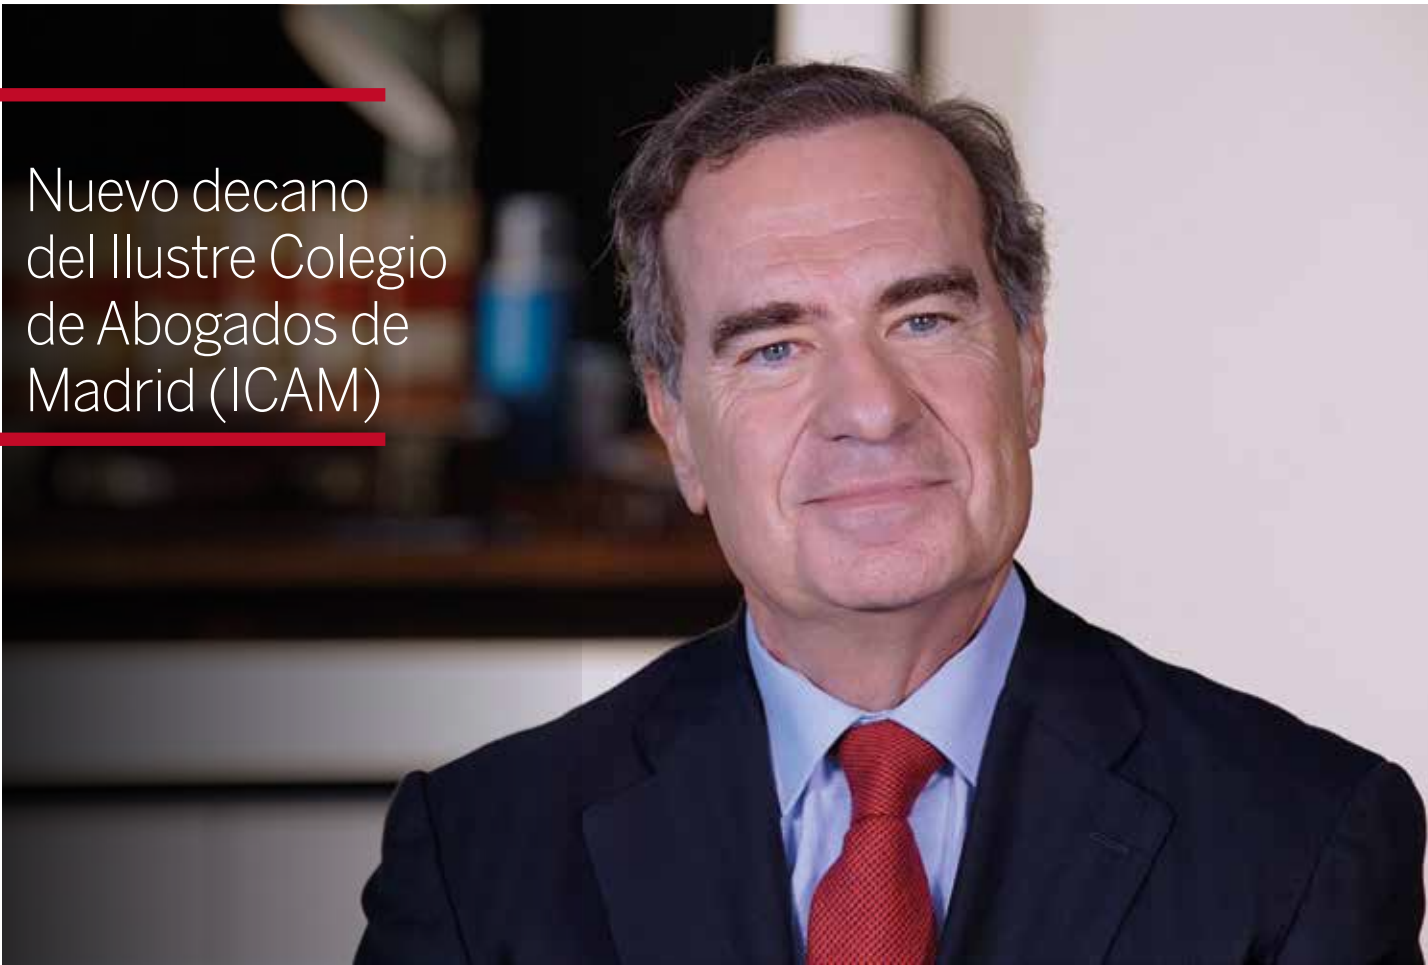 Nuevo decano
del Ilustre Colegio
de Abogados de
Madrid (ICAM)